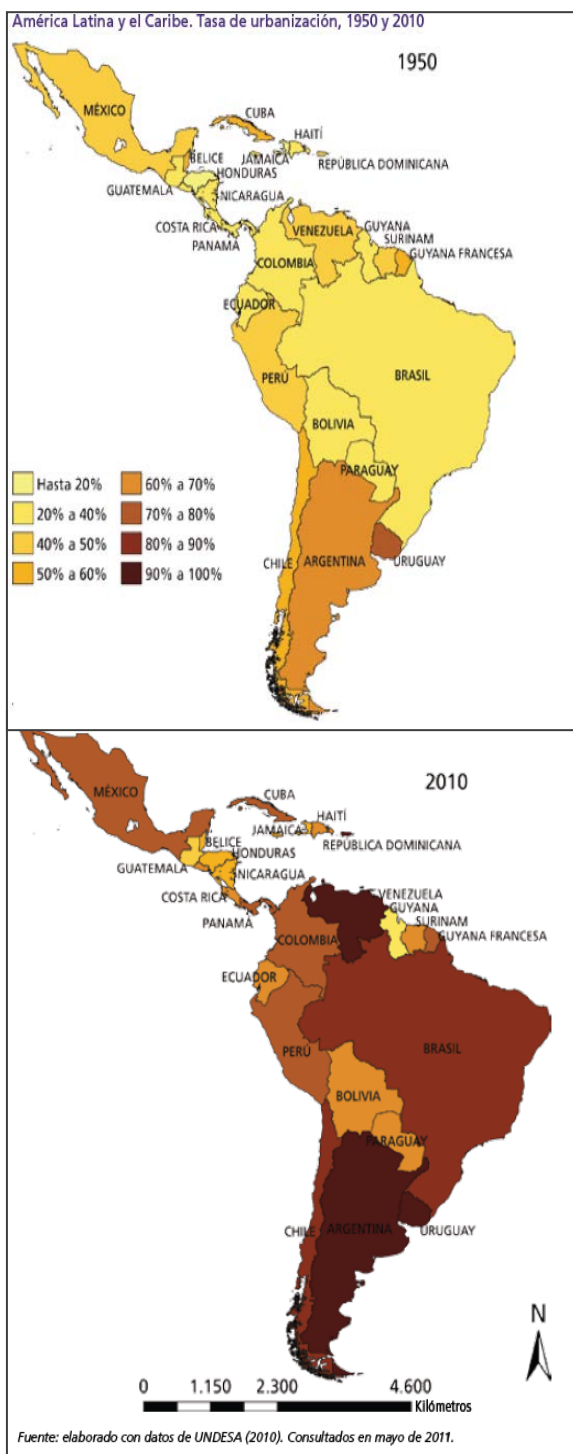 América Latina y el Caribe. Tasa de urbanización, 1950 y 2010
1950
MÉXICO
CUBA
HAITÍ
BELICE
JAMAICA
REPÚBLICA DOMINICANA
HONDURAS
GUATEMALA
NICARAGUA
COSTA RICA
PANAMÁ
VENEZUELA
GUYANA
SURINAM
GUYANA FRANCESA
COLOMBIA
ECUADOR
PERÚ
BRASIL
BOLIVIA
PARAGUAY
CHILE
ARGENTINA
URUGUAY
Hasta 20%
20% a 40%
40% a 50%
50% a 60%
60% a 70%
70% a 80%
80% a 90%
90% a 100%
2010
MÉXICO
CUBA
HAITÍ
JAMAICA
BELICE
REPÚBLICA DOMINICANA
HONDURAS
GUATEMALA
NICARAGUA
COSTA RICA
PANAMÁ
VENEZUELA
GUYANA
SURINAM
GUYANA FRANCESA
COLOMBIA
ECUADOR
PERÚ
BRASIL
BOLIVIA
PARAGUAY
CHILE
ARGENTINA
URUGUAY
N
0 1.150 2.300 4.600
Kilómetros
Fuente: elaborado con datos de UNDESA (2010). Consultados en mayo de 2011.